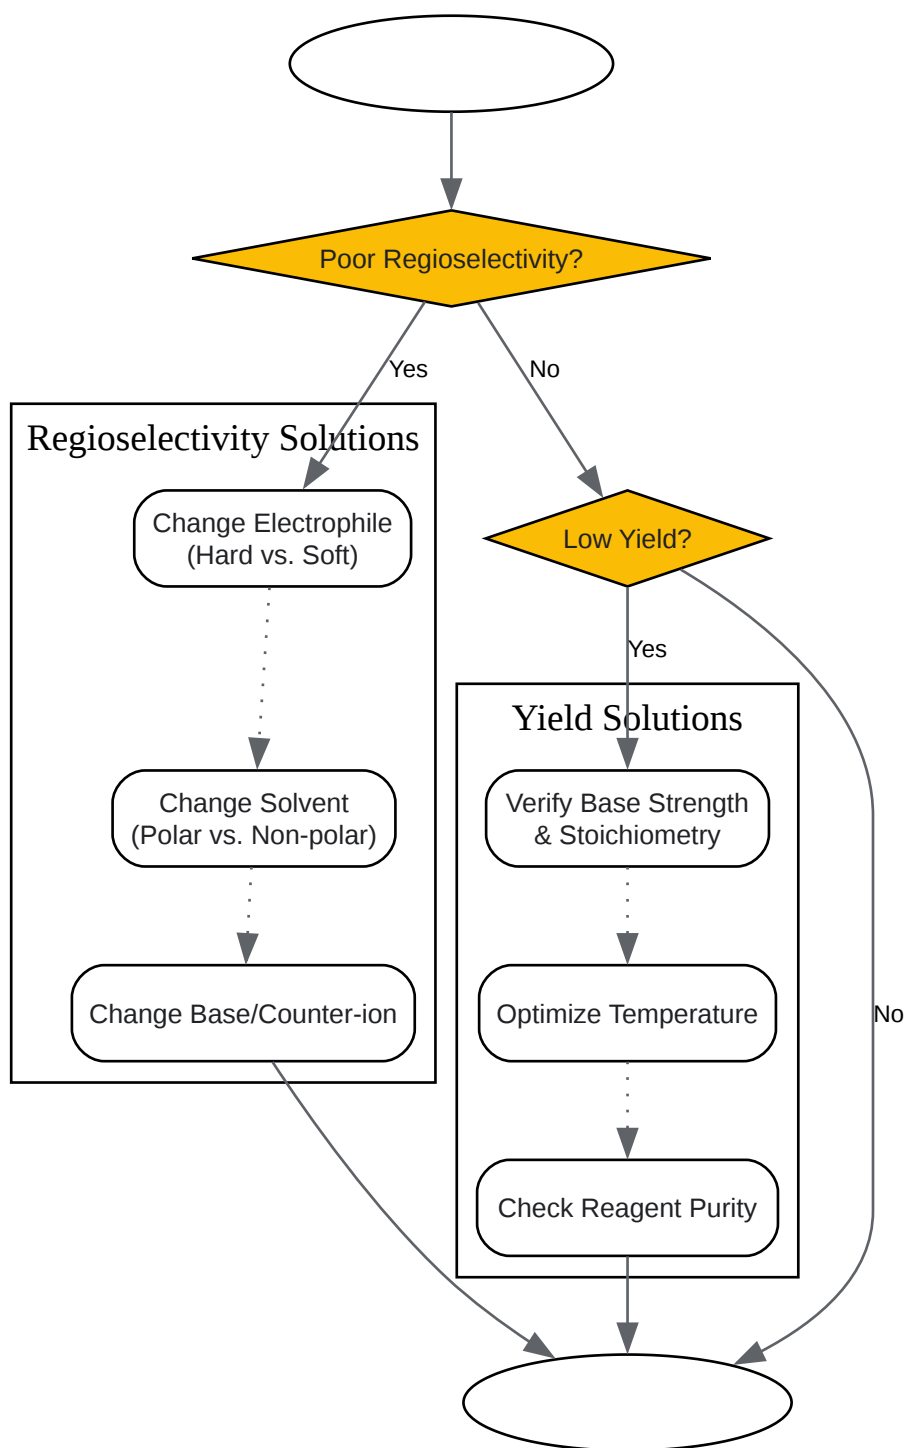 Poor Regioselectivity?
Yes
No
Regioselectivity Solutions
Change Electrophile
(Hard vs. Soft)
Low Yield?
Yes
Yield Solutions
Change Solvent
(Polar vs. Non-polar)
Verify Base Strength
& Stoichiometry
Change Base/Counter-ion
Optimize Temperature
No
Check Reagent Purity